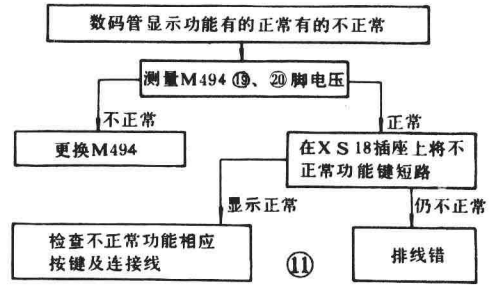 数码管显示功能有的正常有的不正常
测量M494⑲、⑳脚电压
不正常
正常
更换M494
在XS18插座上将不
正常功能键短路
显示正常
仍不正常
检查不正常功能相应
按键及连接线
排线错
⑪